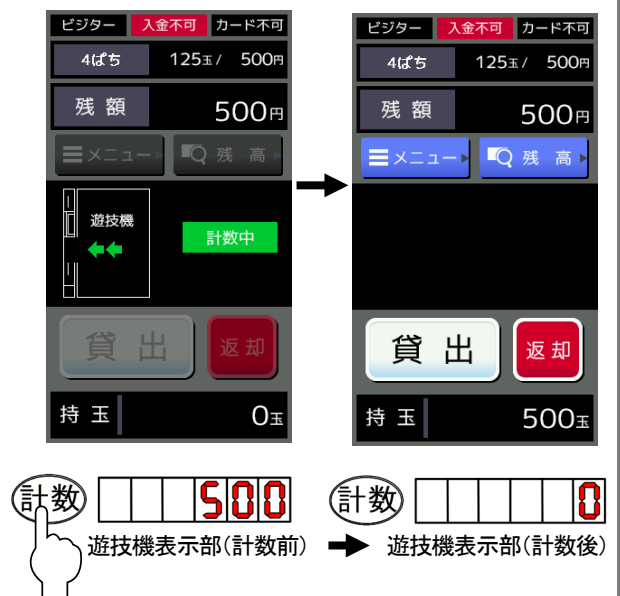 ビジター 入金不可 カード不可
4ぱち 125玉/ 500円
残額 500円
メニュー 残高
遊技機
計数中
貸出 返却
持玉 0玉
計数 500
遊技機表示部(計数前)
ビジター 入金不可 カード不可
4ぱち 125玉/ 500円
残額 500円
メニュー 残高
貸出 返却
持玉 500玉
計数 0
遊技機表示部(計数後)